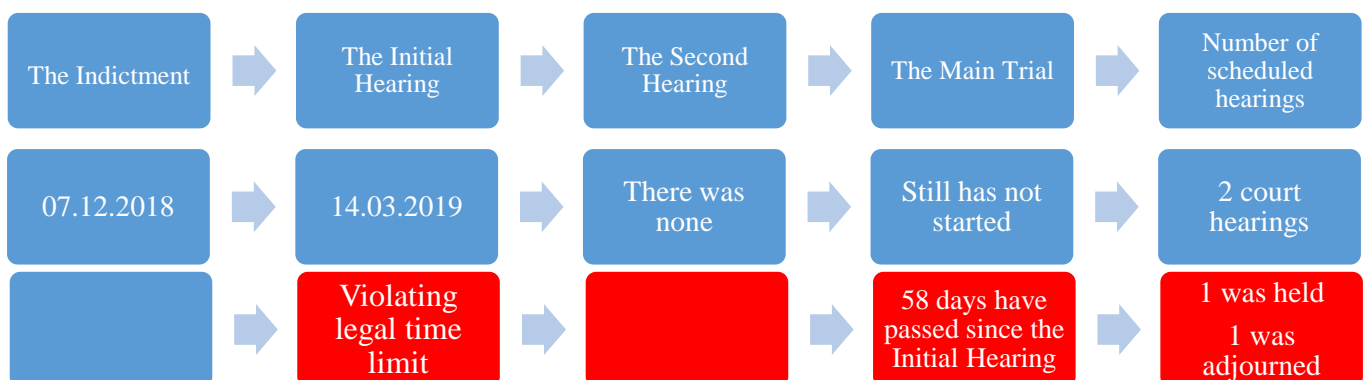 The Indictment
The Initial
Hearing
The Second
Hearing
The Main Trial
Number of
scheduled
hearings
07.12.2018
14.03.2019
There was
none
Still has not
started
2 court
hearings
Violating
legal time
limit
58 days have
passed since the
Initial Hearing
1 was held
1 was
adjourned